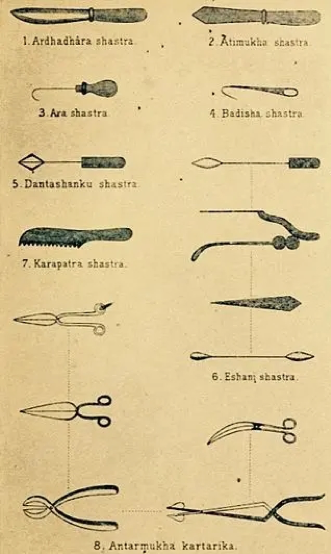 1. Ardhadhára shastra.
2. Atimukha shastra.
3. Ara shastra.
4. Badisha shastra.
5. Dantashanku shastra.
7. Karapatra shastra.
6. Eshani shastra.
8. Antarmukha kartarika.